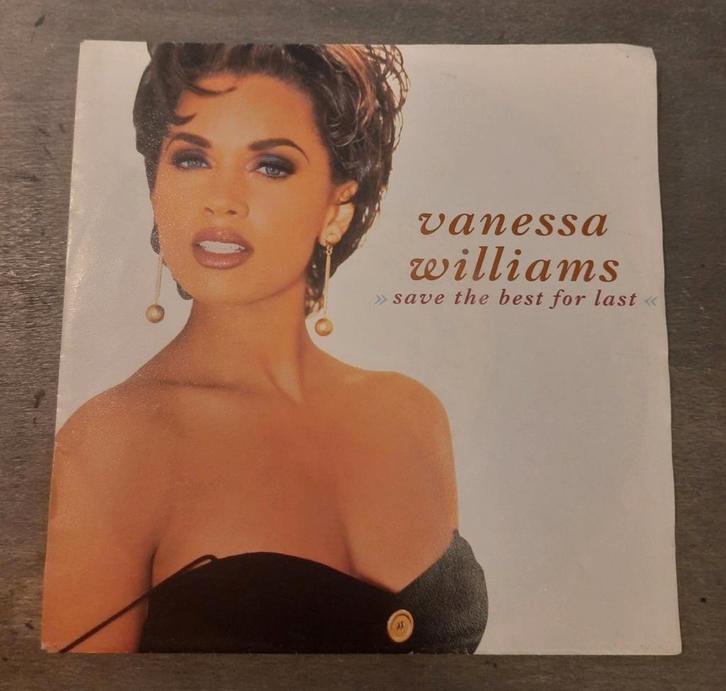 vanessa
williams
» save the best for last «